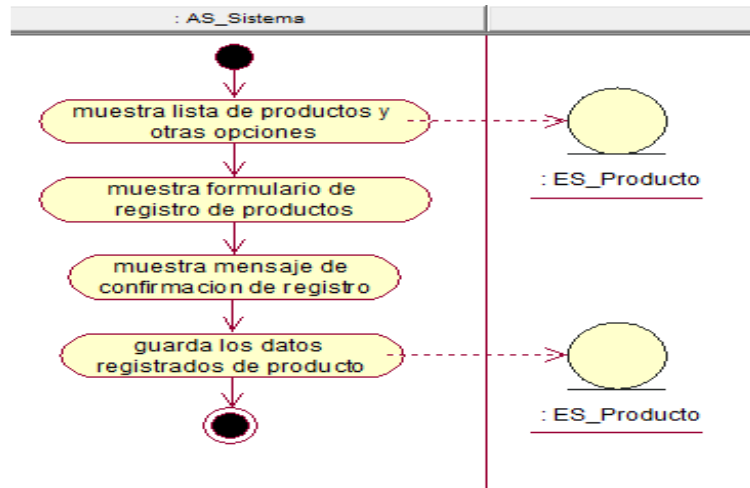 : AS_Sistema
muestra lista de productos y
otras opciones
: ES_Producto
muestra formulario de
registro de productos
muestra mensaje de
confirmacion de registro
guarda los datos
registrados de producto
: ES_Producto